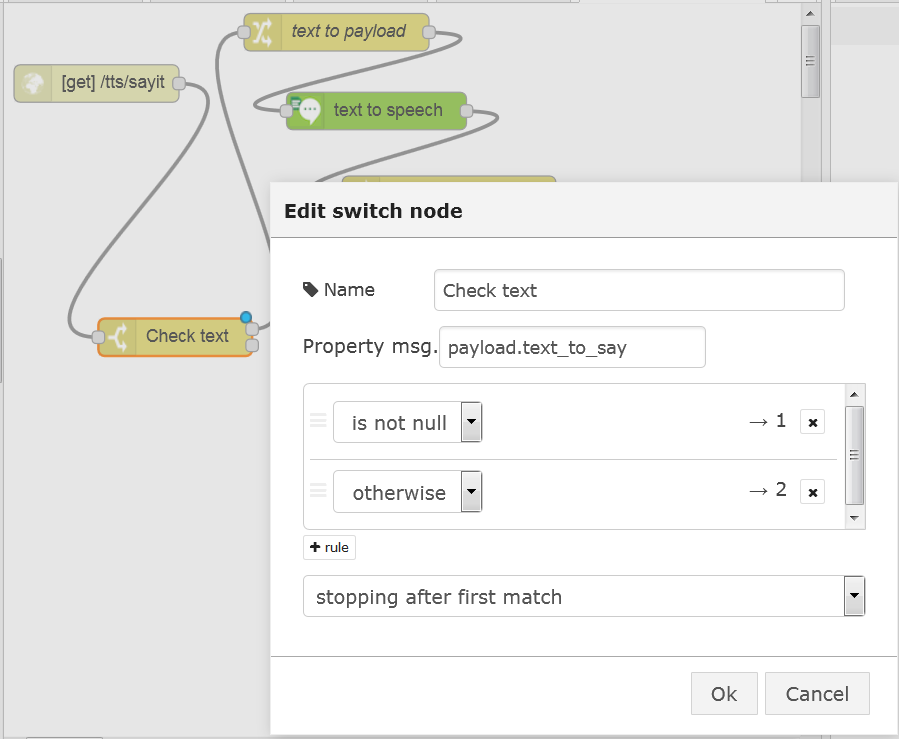 text to payload
[get] /tts/sayit
text to speech
Edit switch node
Name
Check text
Property msg.
payload.text_to_say
Check text
is not null
→ 1
otherwise
→ 2
rule
stopping after first match
Ok
Cancel